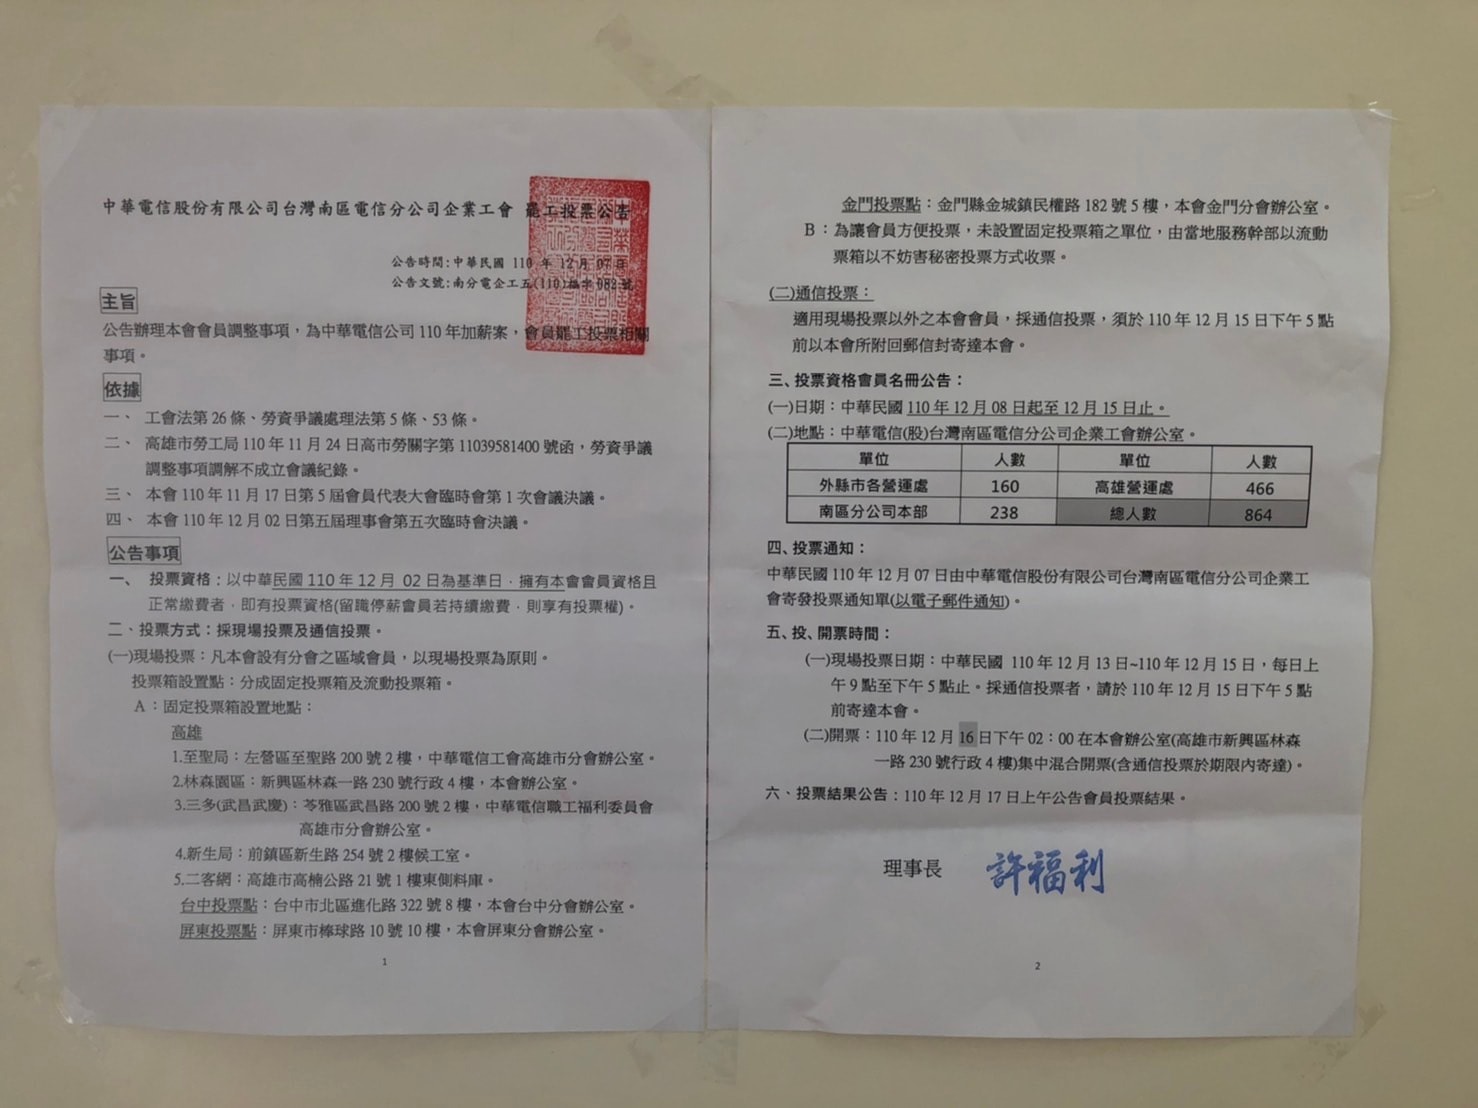 中華電信股份有限公司台灣南區電信分公司企業工會 罷工投票公告
公告時間:中華民國 110 年 12 月 07 日
公告文號:南分電企工五(110)福字 082 號
主旨
公告辦理本會會員調整事項，為中華電信公司 110 年加薪案，會員罷工投票相關
事項。
依據
一、 工會法第 26 條、勞資爭議處理法第 5 條、53 條。
二、 高雄市勞工局 110 年 11 月 24 日高市勞關字第 11039581400 號函，勞資爭議
調整事項調解不成立會議紀錄。
三、 本會 110 年 11 月 17 日第 5 屆會員代表大會臨時會第 1 次會議決議。
四、 本會 110 年 12 月 02 日第五屆理事會第五次臨時會決議。
公告事項
一、 投票資格：以中華民國 110 年 12 月 02 日為基準日，擁有本會會員資格且
正常繳費者，即有投票資格(留職停薪會員若持續繳費，則享有投票權)。
二、投票方式：採現場投票及通信投票。
(一)現場投票：凡本會設有分會之區域會員，以現場投票為原則。
投票箱設置點：分成固定投票箱及流動投票箱。
A：固定投票箱設置地點：
高雄
1.至聖局：左營區至聖路 200 號 2 樓，中華電信工會高雄市分會辦公室。
2.林森園區：新興區林森一路 230 號行政 4 樓，本會辦公室。
3.三多(武昌武慶)：苓雅區武昌路 200 號 2 樓，中華電信職工福利委員會
高雄市分會辦公室。
4.新生局：前鎮區新生路 254 號 2 樓候工室。
5.二客網：高雄市高楠公路 21 號 1 樓東側料庫。
台中投票點：台中市北區進化路 322 號 8 樓，本會台中分會辦公室。
屏東投票點：屏東市棒球路 10 號 10 樓，本會屏東分會辦公室。
1
金門投票點：金門縣金城鎮民權路 182 號 5 樓，本會金門分會辦公室。
B：為讓會員方便投票，未設置固定投票箱之單位，由當地服務幹部以流動
票箱以不妨害秘密投票方式收票。
(二)通信投票：
適用現場投票以外之本會會員，採通信投票，須於 110 年 12 月 15 日下午 5 點
前以本會所附回郵信封寄達本會。
三、投票資格會員名冊公告：
(一)日期：中華民國 110 年 12 月 08 日起至 12 月 15 日止。
(二)地點：中華電信(股)台灣南區電信分公司企業工會辦公室。
單位 人數 單位 人數
外縣市各營運處 160 高雄營運處 466
南區分公司本部 238 總人數 864
四、投票通知：
中華民國 110 年 12 月 07 日由中華電信股份有限公司台灣南區電信分公司企業工
會寄發投票通知單(以電子郵件通知)。
五、投、開票時間：
(一)現場投票日期：中華民國 110 年 12 月 13 日~110 年 12 月 15 日，每日上
午 9 點至下午 5 點止。採通信投票者，請於 110 年 12 月 15 日下午 5 點
前寄達本會。
(二)開票：110 年 12 月 16 日下午 02：00 在本會辦公室(高雄市新興區林森
一路 230 號行政 4 樓)集中混合開票(含通信投票於期限內寄達)。
六、投票結果公告：110 年 12 月 17 日上午公告會員投票結果。
理事長 許福利
2